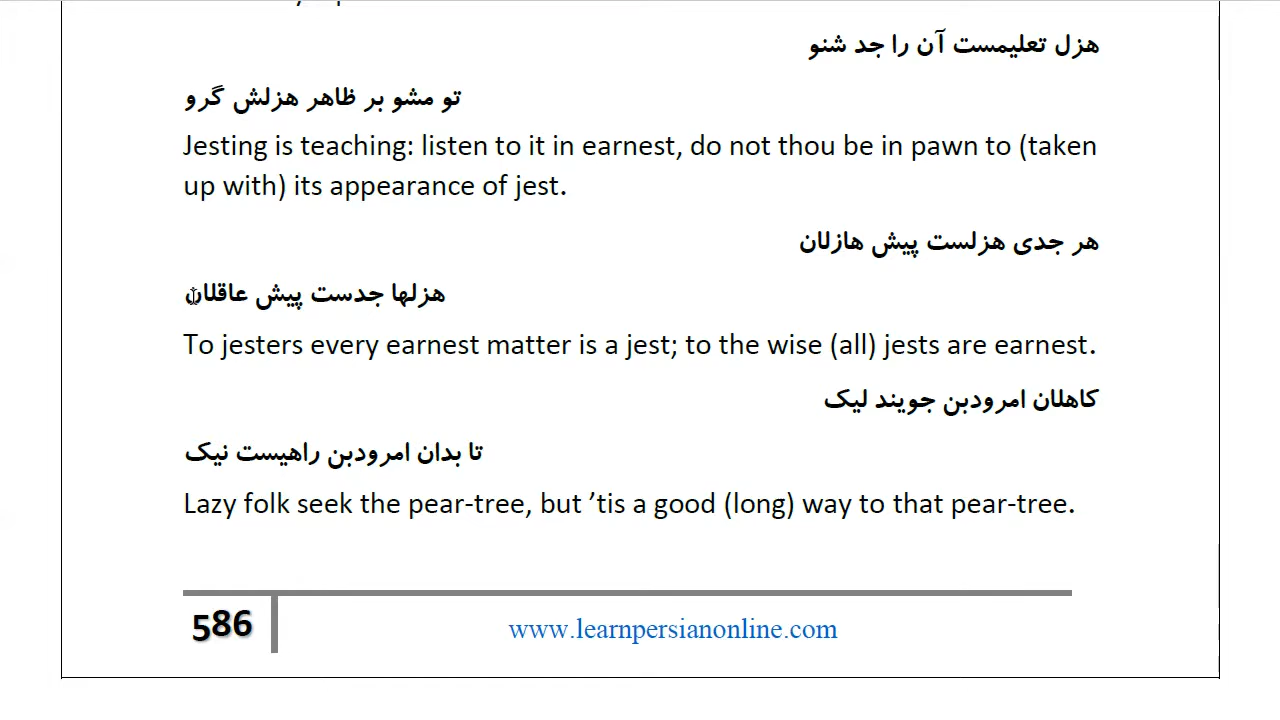 هزل تعلیمست آن را جد شنو
تو مشو بر ظاهر هزلش گرو
Jesting is teaching: listen to it in earnest, do not thou be in pawn to (taken
up with) its appearance of jest.
هر جدی هزلست پیش هازلان
هزلها جدست پیش عاقلان
To jesters every earnest matter is a jest; to the wise (all) jests are earnest.
کاهلان امرودبن جویند لیک
تا بدان امرودبن راهیست نیک
Lazy folk seek the pear-tree, but ’tis a good (long) way to that pear-tree.
586
www.learnpersianonline.com